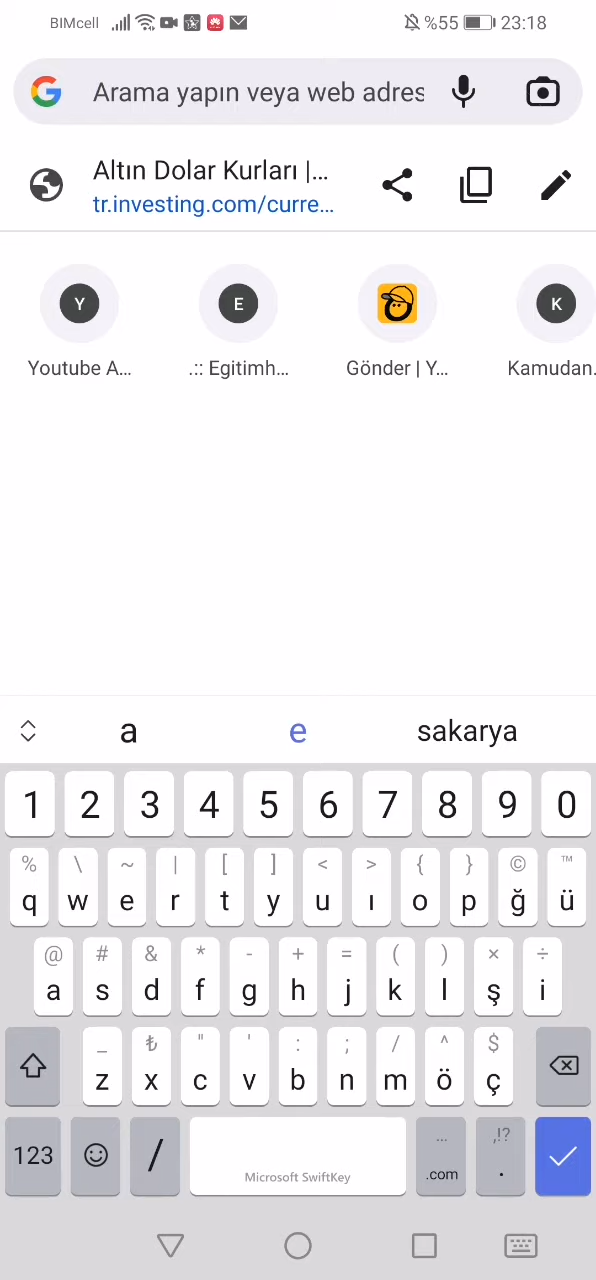 BIMcell %55 23:18
Arama yapın veya web adres
Altın Dolar Kurları |...
tr.investing.com/curre...
Y E K
Youtube A... .:: Egitimh... Gönder | Y... Kamudan.
a e sakarya
1 2 3 4 5 6 7 8 9 0
% \ ~ | [ ] < > { } © ™
q w e r t y u ı o p ğ ü
@ # & * - + = ( ) × ÷
a s d f g h j k l ş i
_ ₺ " ' : ; / ^ $
z x c v b n m ö ç
... ,!?
123 / Microsoft SwiftKey .com .